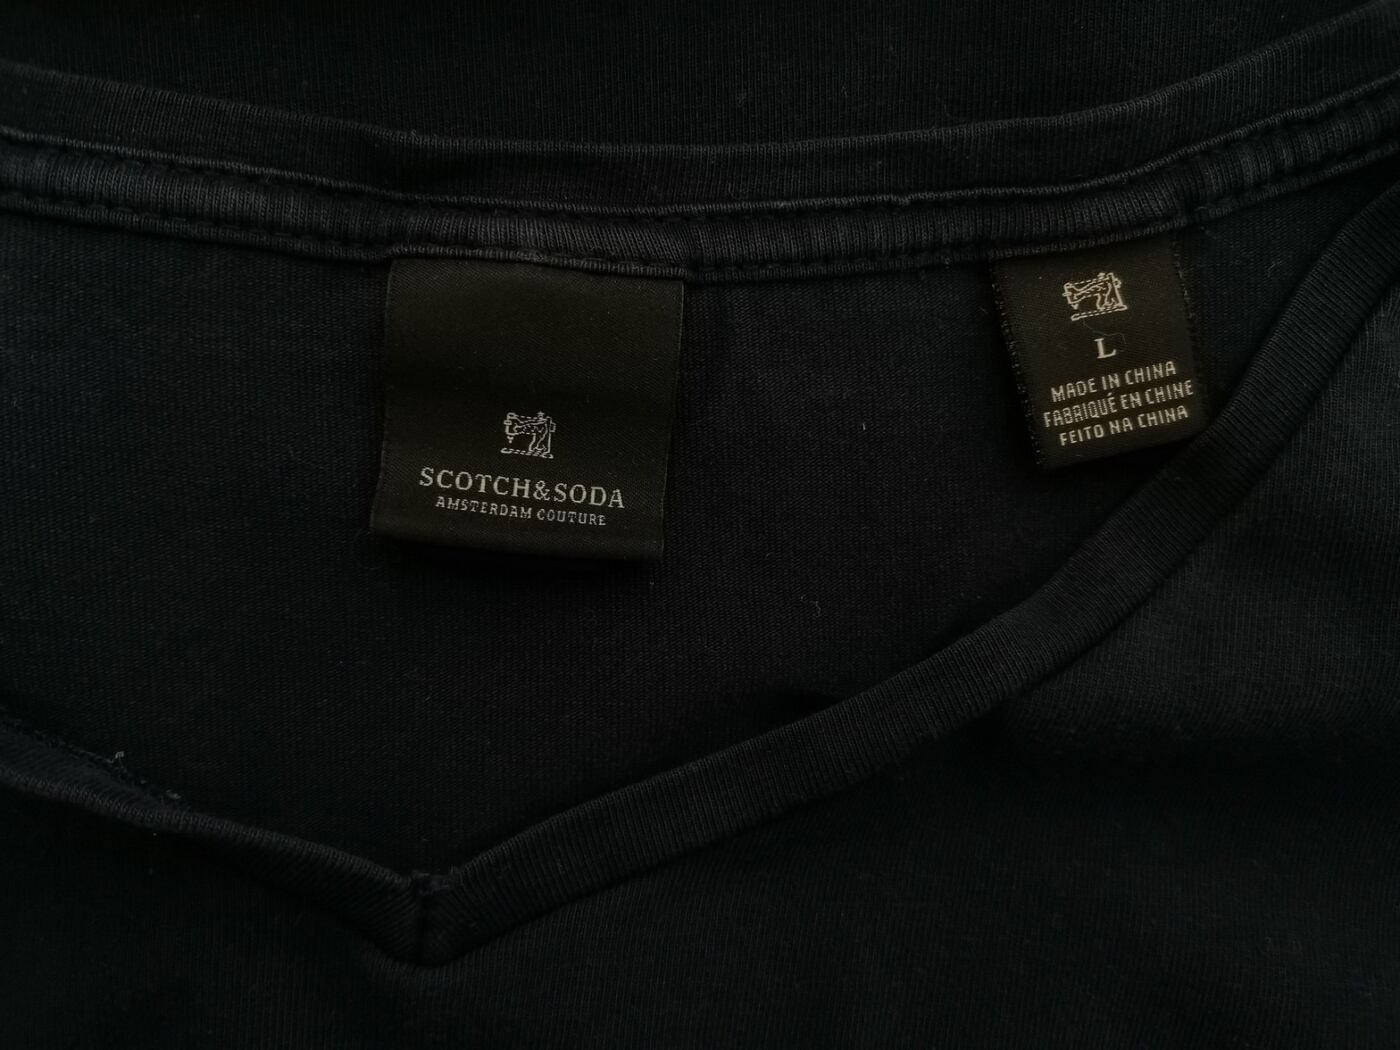 SCOTCH&SODA
AMSTERDAM COUTURE
L
MADE IN CHINA
FABRIQUÉ EN CHINE
FEITO NA CHINA